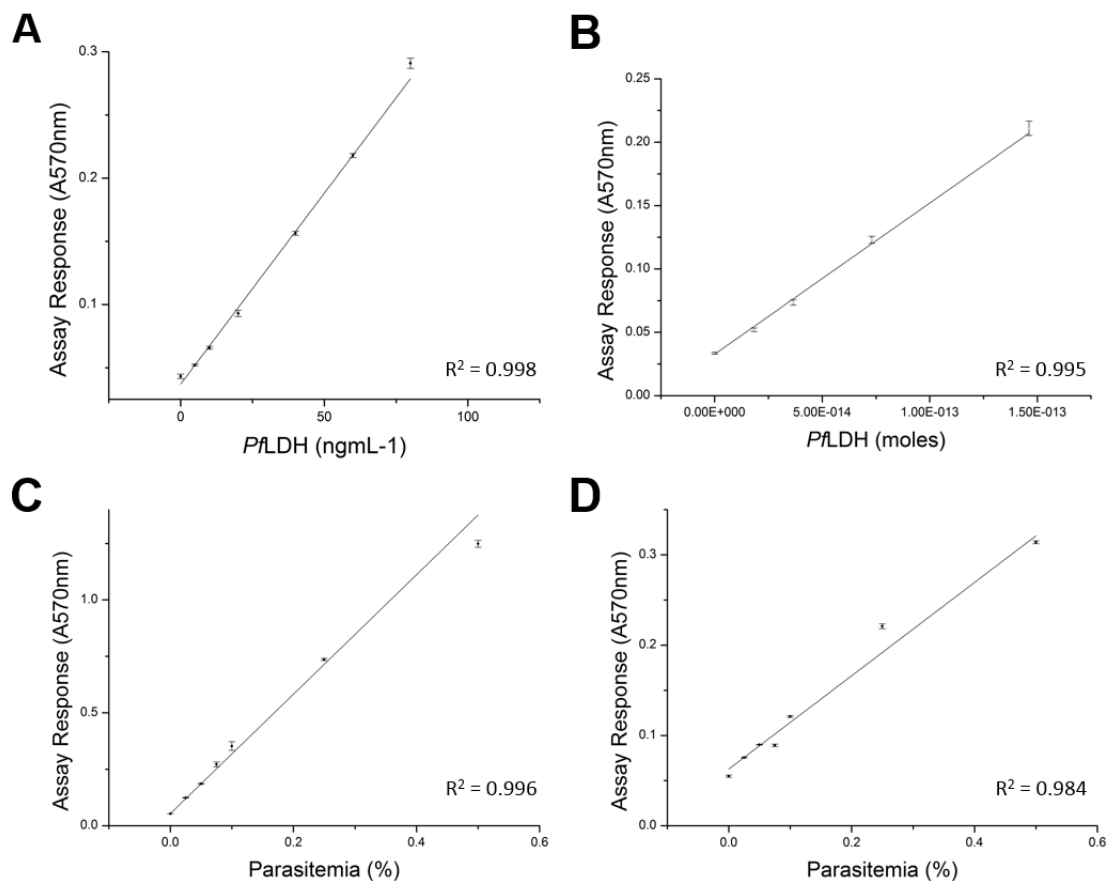 A
0.3
0.2
0.1
Assay Response (A570nm)
R² = 0.998
0
50
100
PfLDH (ngmL-1)
B
0.25
0.20
0.15
0.10
0.05
0.00
Assay Response (A570nm)
R² = 0.995
0.00E+000
5.00E-014
1.00E-013
1.50E-013
PfLDH (moles)
C
1.0
0.5
0.0
Assay Response (A570nm)
R² = 0.996
0.0
0.2
0.4
0.6
Parasitemia (%)
D
0.3
0.2
0.1
0.0
Assay Response (A570nm)
R² = 0.984
0.0
0.2
0.4
0.6
Parasitemia (%)